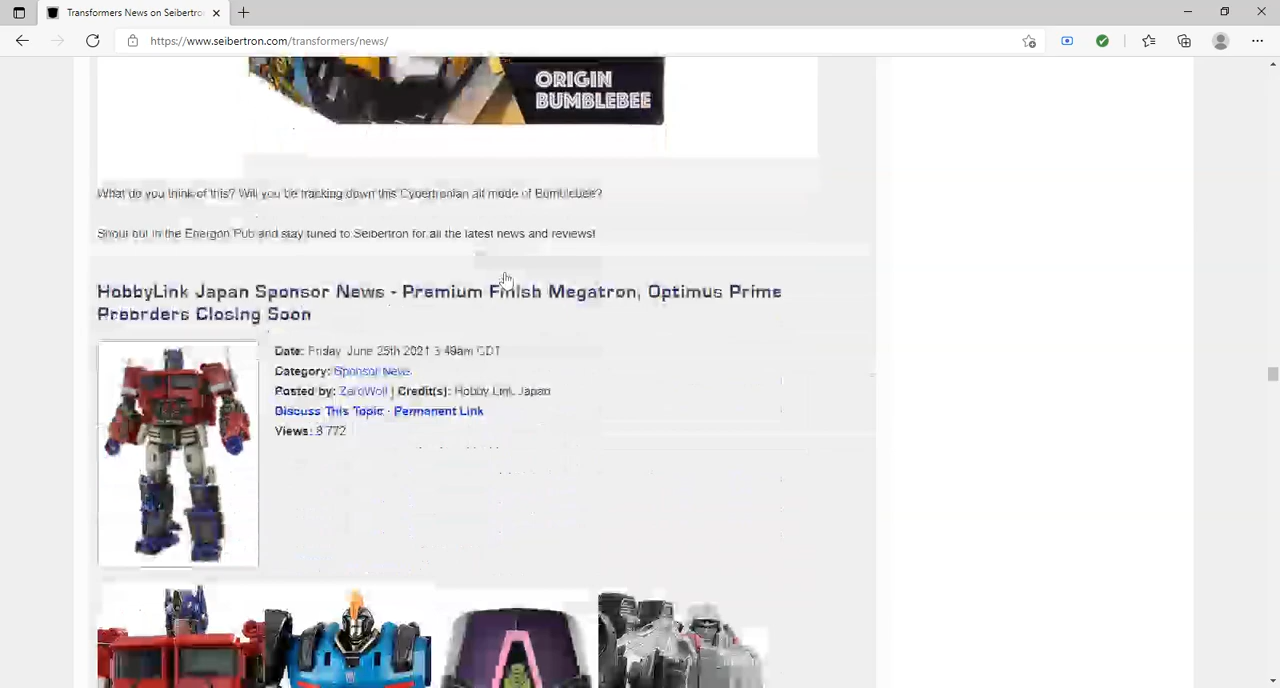 Transformers News on Seibertro
https://www.seibertron.com/transformers/news/
ORIGIN
BUMBLEBEE
What do you think of this? Will you be tracking down this Cybertronian alt mode of Bumblebee?
Shout out in the Energon Pub and stay tuned to Seibertron for all the latest news and reviews!
HobbyLink Japan Sponsor News - Premium Finish Megatron, Optimus Prime
Preorders Closing Soon
Date: Friday June 25th 2021 3:49am CDT
Category: Sponsor News
Posted by: ZeroWolf | Credit(s): Hobby Link Japan
Discuss This Topic · Permanent Link
Views: 3 772